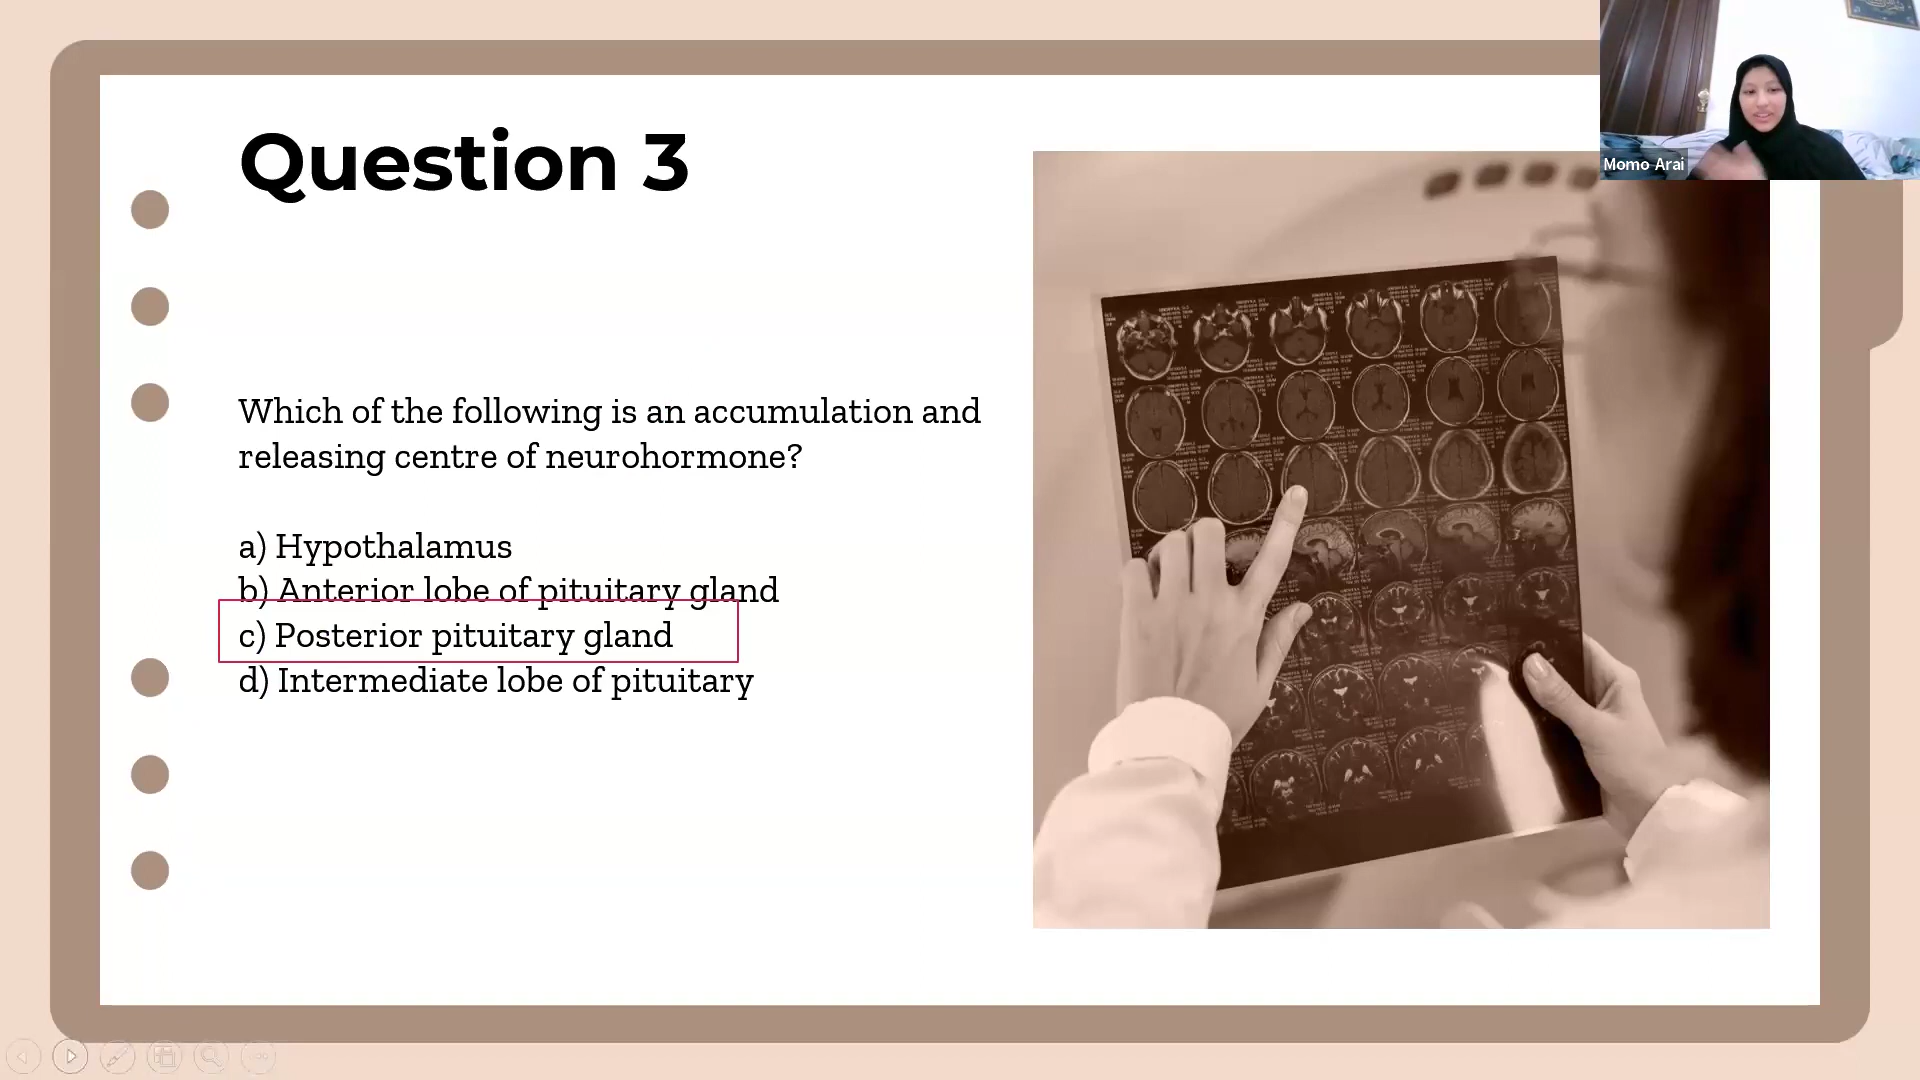 Question 3
Momo Arai
Which of the following is an accumulation and
releasing centre of neurohormone?
a) Hypothalamus
b) Anterior lobe of pituitary gland
c) Posterior pituitary gland
d) Intermediate lobe of pituitary